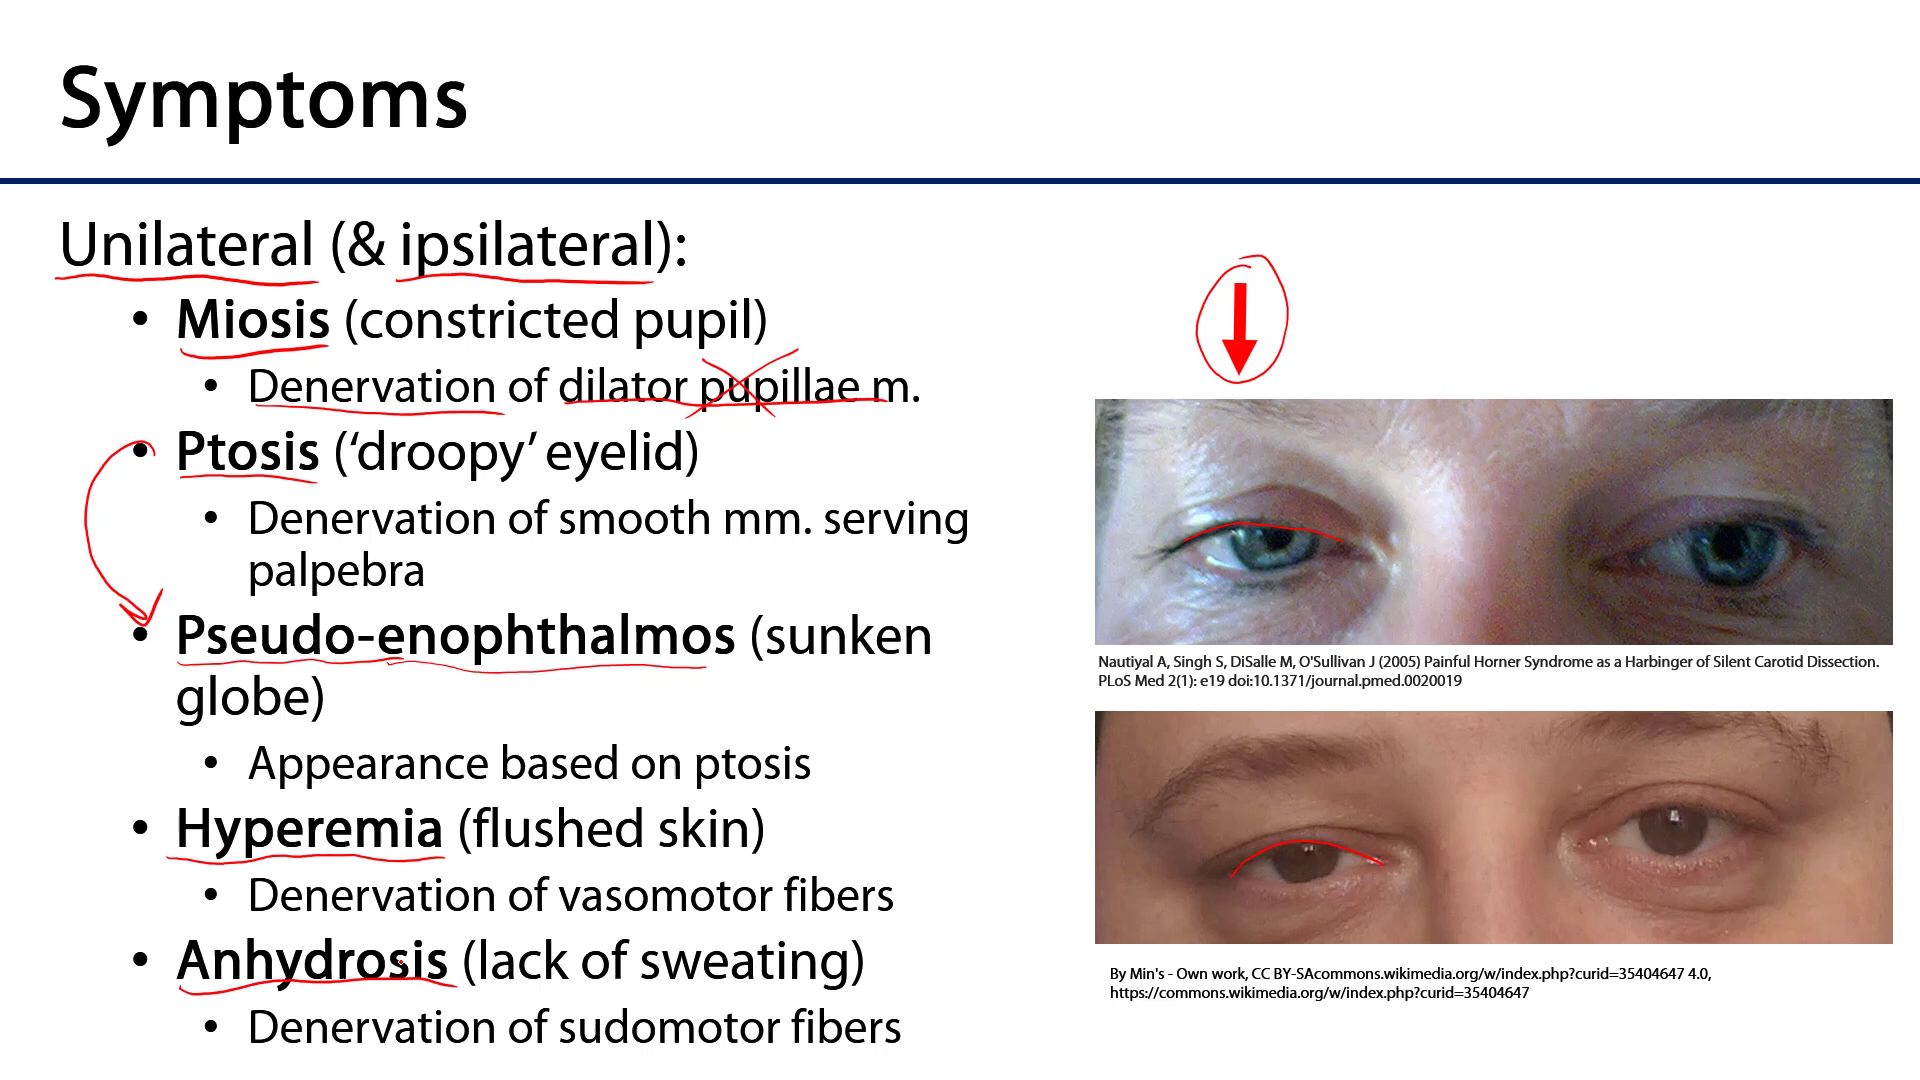 Symptoms
Unilateral (& ipsilateral):
• Miosis (constricted pupil)
• Denervation of dilator pupillae m.
• Ptosis (‘droopy’ eyelid)
• Denervation of smooth mm. serving
palpebra
• Pseudo-enophthalmos (sunken
globe)
• Appearance based on ptosis
• Hyperemia (flushed skin)
• Denervation of vasomotor fibers
• Anhydrosis (lack of sweating)
• Denervation of sudomotor fibers
Nautiyal A, Singh S, DiSalle M, O'Sullivan J (2005) Painful Horner Syndrome as a Harbinger of Silent Carotid Dissection.
PLoS Med 2(1): e19 doi:10.1371/journal.pmed.0020019
By Min's - Own work, CC BY-SAcommons.wikimedia.org/w/index.php?curid=35404647 4.0,
https://commons.wikimedia.org/w/index.php?curid=35404647